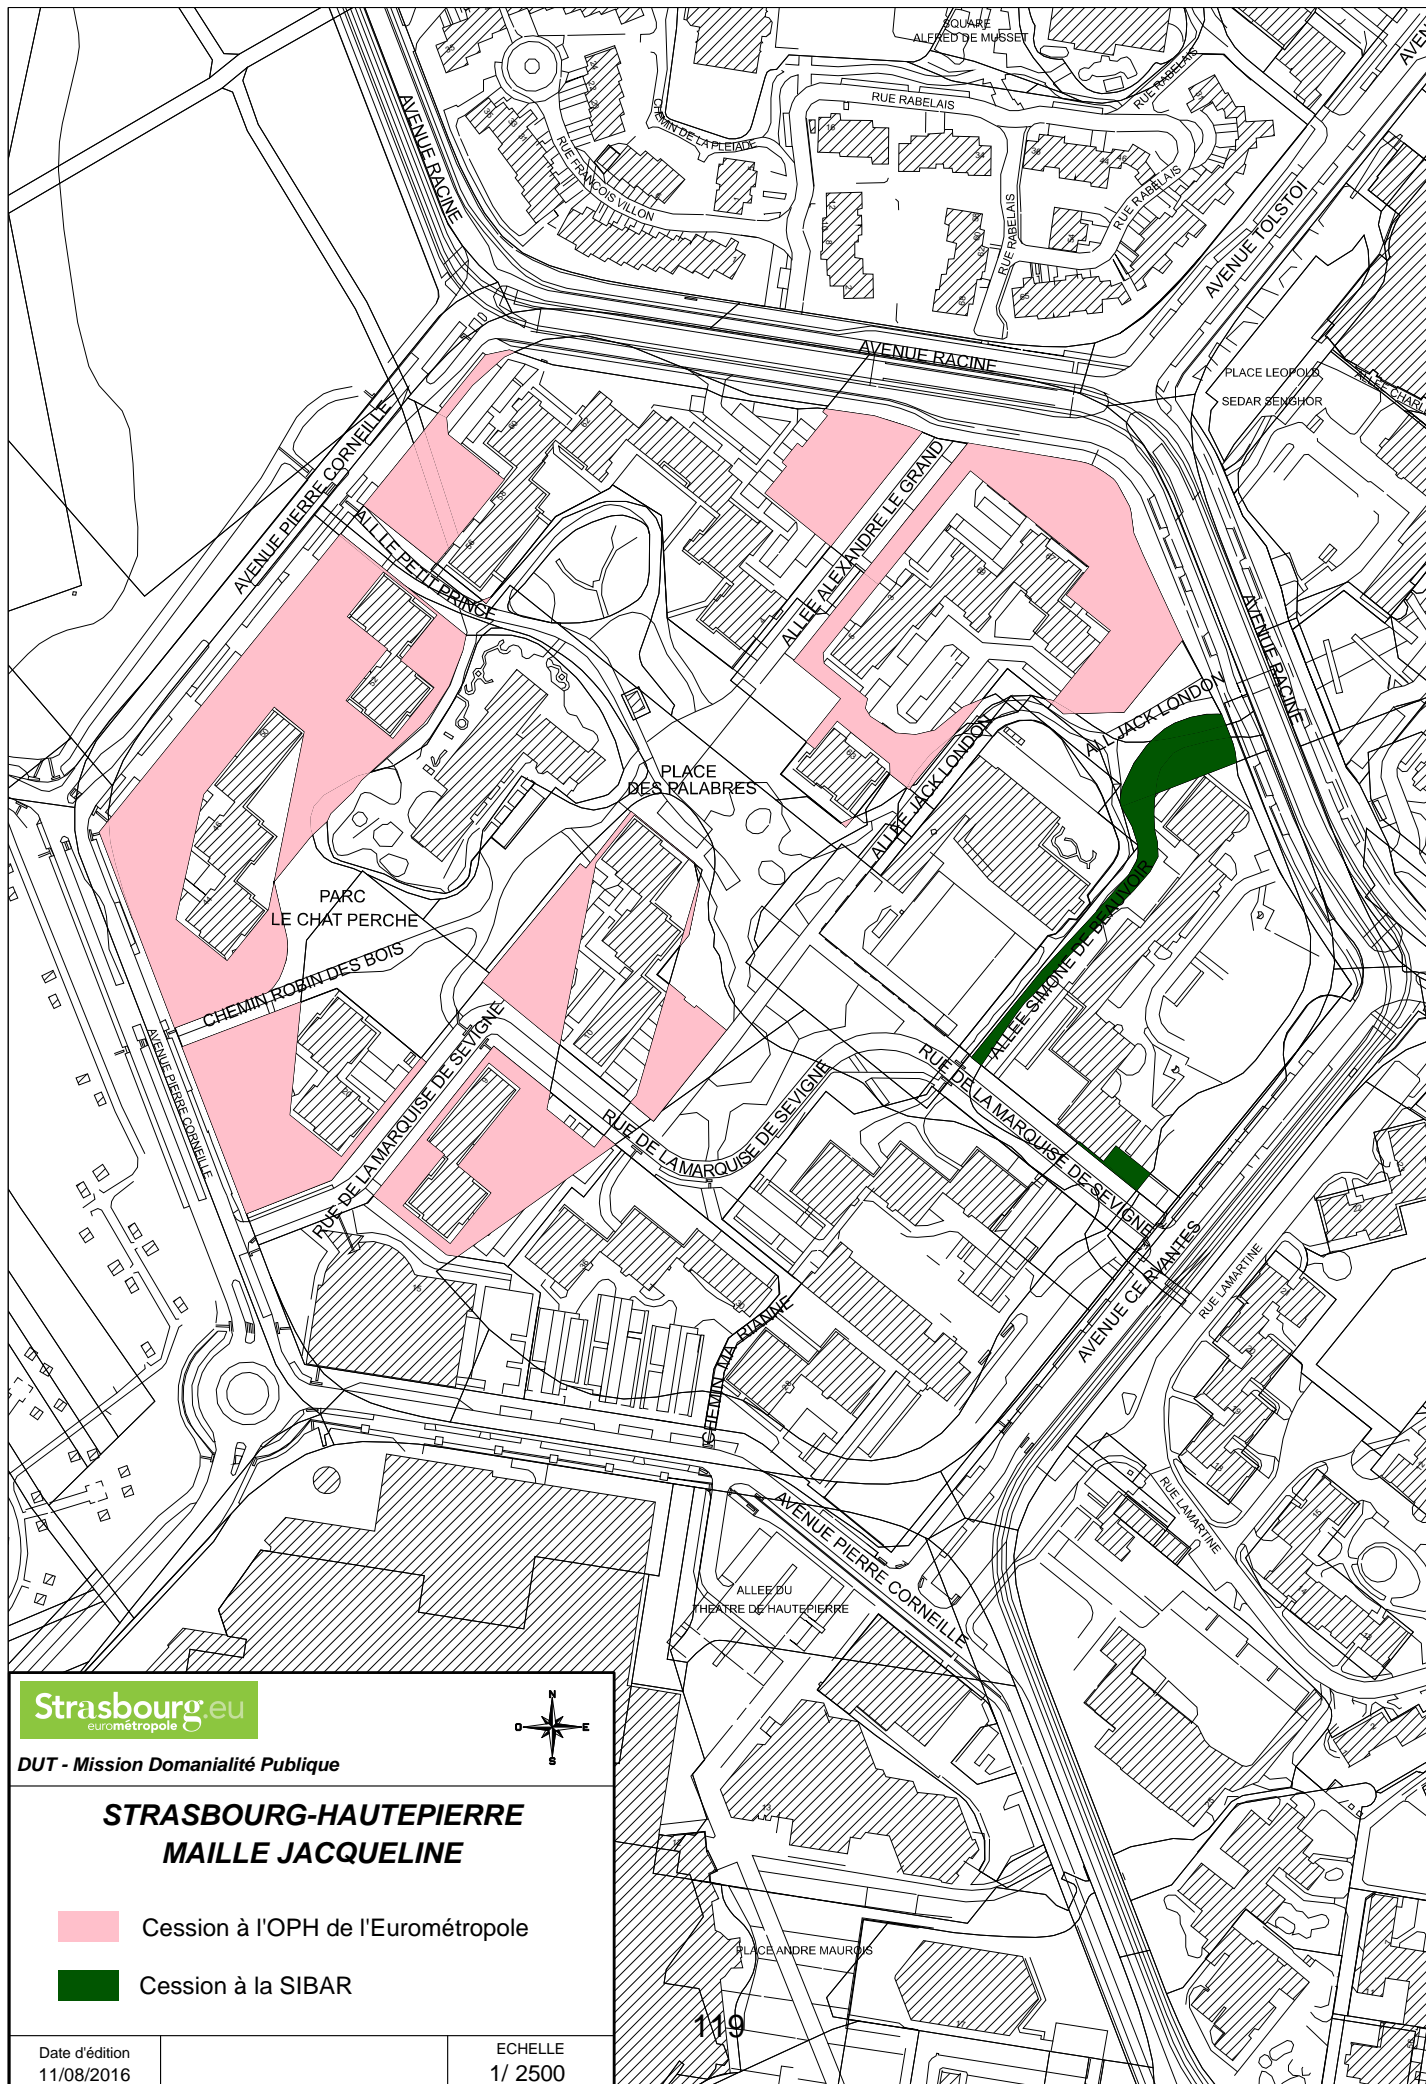 SQUARE
ALFRED DE MUSSET
AVENUE RACINE
CHEMIN DE LA PLEIADE
RUE RABELAIS
RUE RABELAIS
RUE FRANCOIS VILLON
RUE RABELAIS
RUE RABELAIS
AVENUE TOLSTOI
AVENUE RACINE
PLACE LEOPOLD
SEDAR SENGHOR
AVENUE PIERRE CORNEILLE
ALL LE PETIT PRINCE
ALLEE ALEXANDRE LE GRAND
AVENUE RACINE
ALL JACK LONDON
ALLEE JACK LONDON
PLACE
DES PALABRES
PARC
LE CHAT PERCHE
CHEMIN ROBIN DES BOIS
ALLEE SIMONE DE BEAUVOIR
AVENUE PIERRE CORNEILLE
RUE DE LA MARQUISE DE SEVIGNE
RUE DE LA MARQUISE DE SEVIGNE
RUE DE LA MARQUISE DE SEVIGNE
AVENUE CERVANTES
RUE LAMARTINE
CHEMIN MARIANNE
RUE LAMARTINE
AVENUE PIERRE CORNEILLE
ALLEE DU
THEATRE DE HAUTEPIERRE
PLACE ANDRE MAUROIS
119
Strasbourg.eu
eurométropole
N
O E
S
DUT - Mission Domanialité Publique
STRASBOURG-HAUTEPIERRE
MAILLE JACQUELINE
Cession à l'OPH de l'Eurométropole
Cession à la SIBAR
Date d'édition
11/08/2016
ECHELLE
1/ 2500